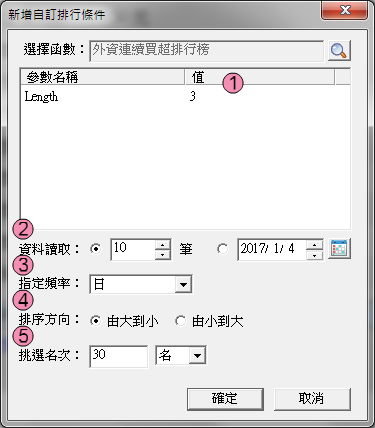 新增自訂排行條件
選擇函數： 外資連續買超排行榜
參數名稱 值 1
Length 3
2
資料讀取： 10 筆 2017/ 1/ 4
3
指定頻率： 日
4
排序方向： 由大到小 由小到大
5
挑選名次： 30 名
確定 取消